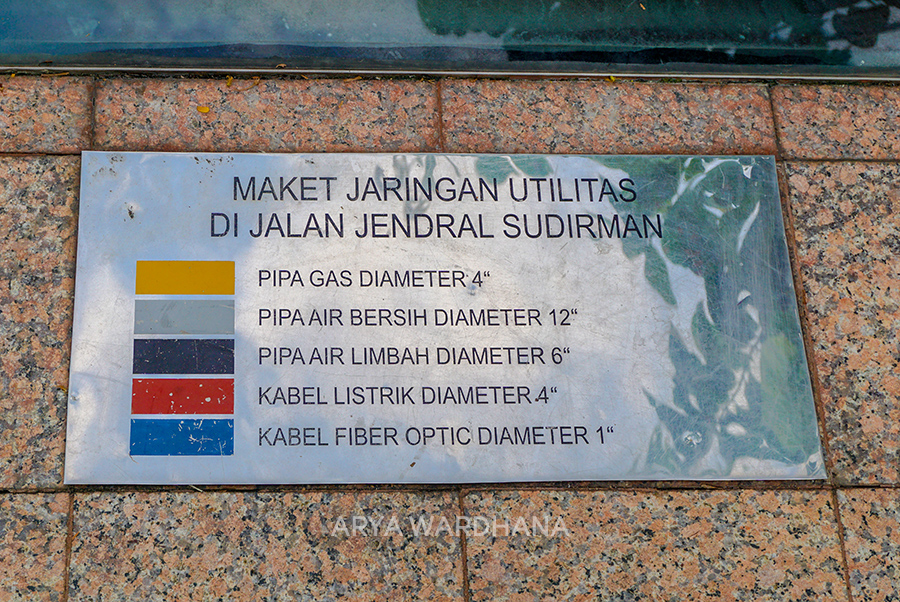 MAKET JARINGAN UTILITAS
DI JALAN JENDRAL SUDIRMAN
PIPA GAS DIAMETER 4“
PIPA AIR BERSIH DIAMETER 12“
PIPA AIR LIMBAH DIAMETER 6“
KABEL LISTRIK DIAMETER 4“
KABEL FIBER OPTIC DIAMETER 1“
ARYA WARDHANA